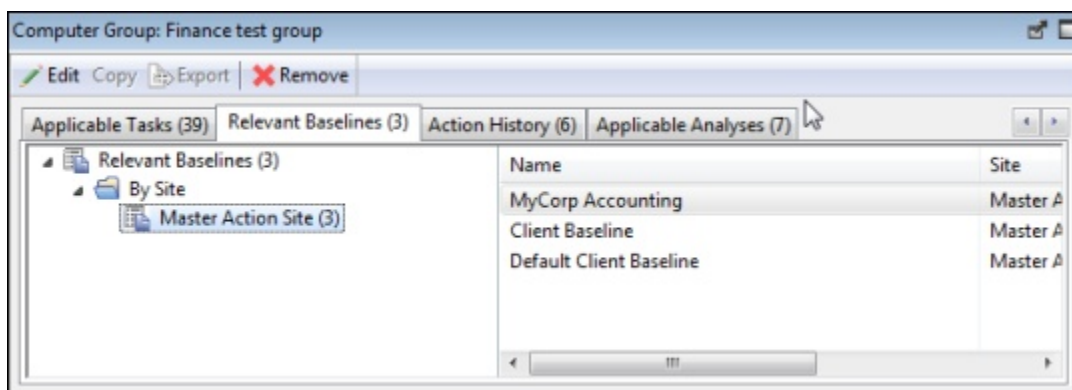 Computer Group: Finance test group
Edit Copy Export Remove
Applicable Tasks (39) Relevant Baselines (3) Action History (6) Applicable Analyses (7)
Relevant Baselines (3)
By Site
Master Action Site (3)
Name Site
MyCorp Accounting Master A
Client Baseline Master A
Default Client Baseline Master A